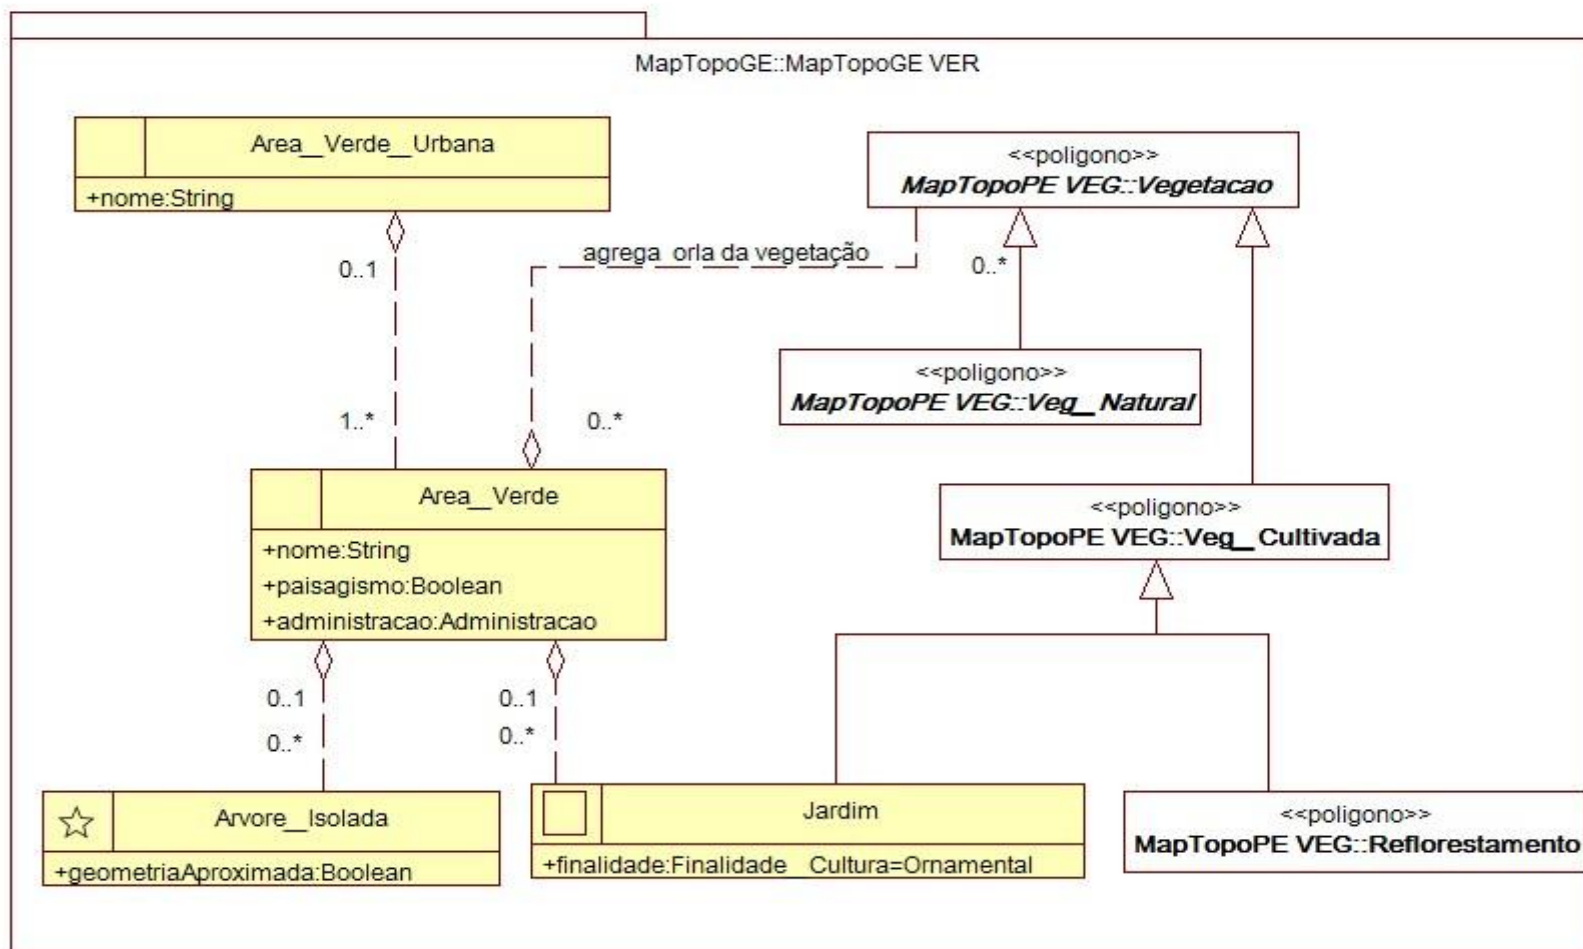 MapTopoGE::MapTopoGE VER
Area__Verde__Urbana
+nome:String
<<poligono>>
MapTopoPE VEG::Vegetacao
agrega orla da vegetação
0..1
0..*
<<poligono>>
MapTopoPE VEG::Veg__Natural
1..*
0..*
Area__Verde
+nome:String
+paisagismo:Boolean
+administracao:Administracao
<<poligono>>
MapTopoPE VEG::Veg__Cultivada
0..1
0..*
0..1
0..*
Arvore__Isolada
+geometriaAproximada:Boolean
Jardim
+finalidade:Finalidade__Cultura=Ornamental
<<poligono>>
MapTopoPE VEG::Reflorestamento